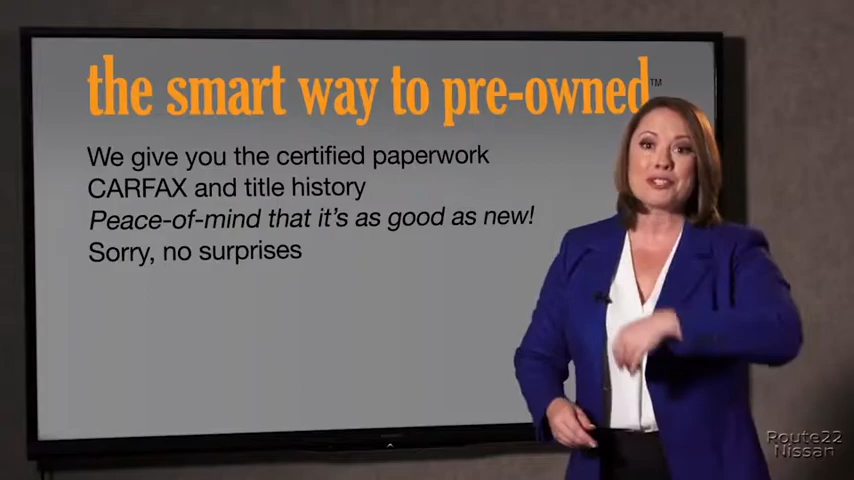 the smart way to pre-owned™
We give you the certified paperwork
CARFAX and title history
Peace-of-mind that it's as good as new!
Sorry, no surprises
Route22
Nissan